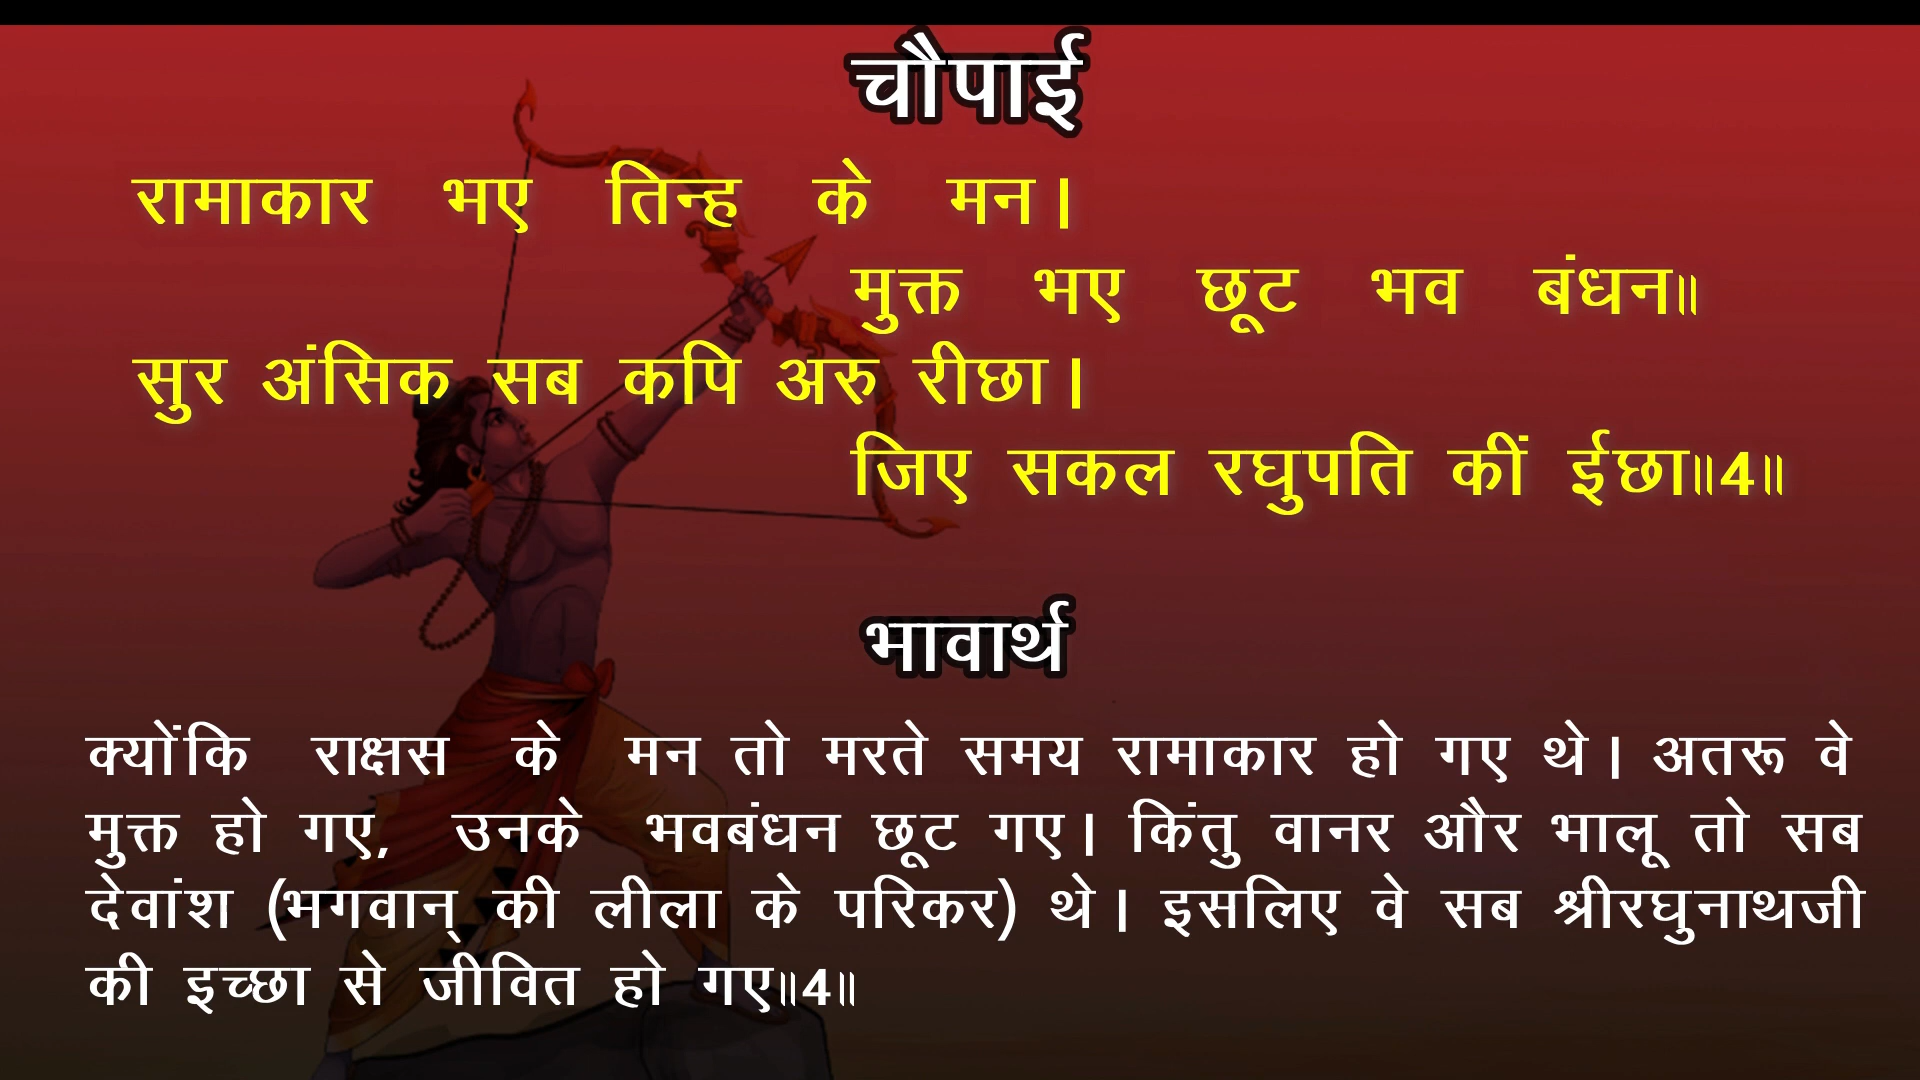 चौपाई
रामाकार भए तिन्ह के मन।
मुक्त भए छूट भव बंधन॥
सुर अंसिक सब कपि अरु रीछा।
जिए सकल रघुपति कीं ईछा॥4॥
भावार्थ
क्योंकि राक्षस के मन तो मरते समय रामाकार हो गए थे। अतरू वे
मुक्त हो गए, उनके भवबंधन छूट गए। किंतु वानर और भालू तो सब
देवांश (भगवान् की लीला के परिकर) थे। इसलिए वे सब श्रीरघुनाथजी
की इच्छा से जीवित हो गए॥4॥